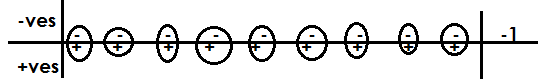 -ves - - - - - - - - - -1
+ves + + + + + + + + +